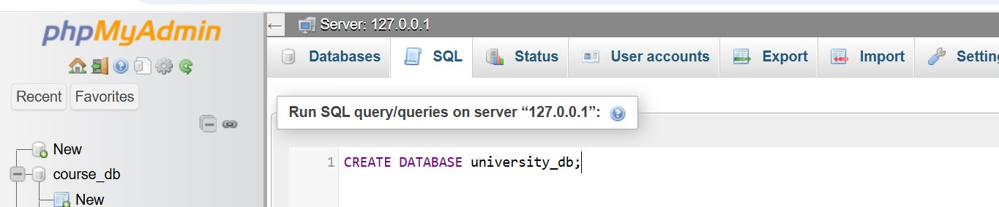 phpMyAdmin
Recent Favorites
New
course_db
New
Server: 127.0.0.1
Databases SQL Status User accounts Export Import Settin
Run SQL query/queries on server “127.0.0.1”:
1 CREATE DATABASE university_db;